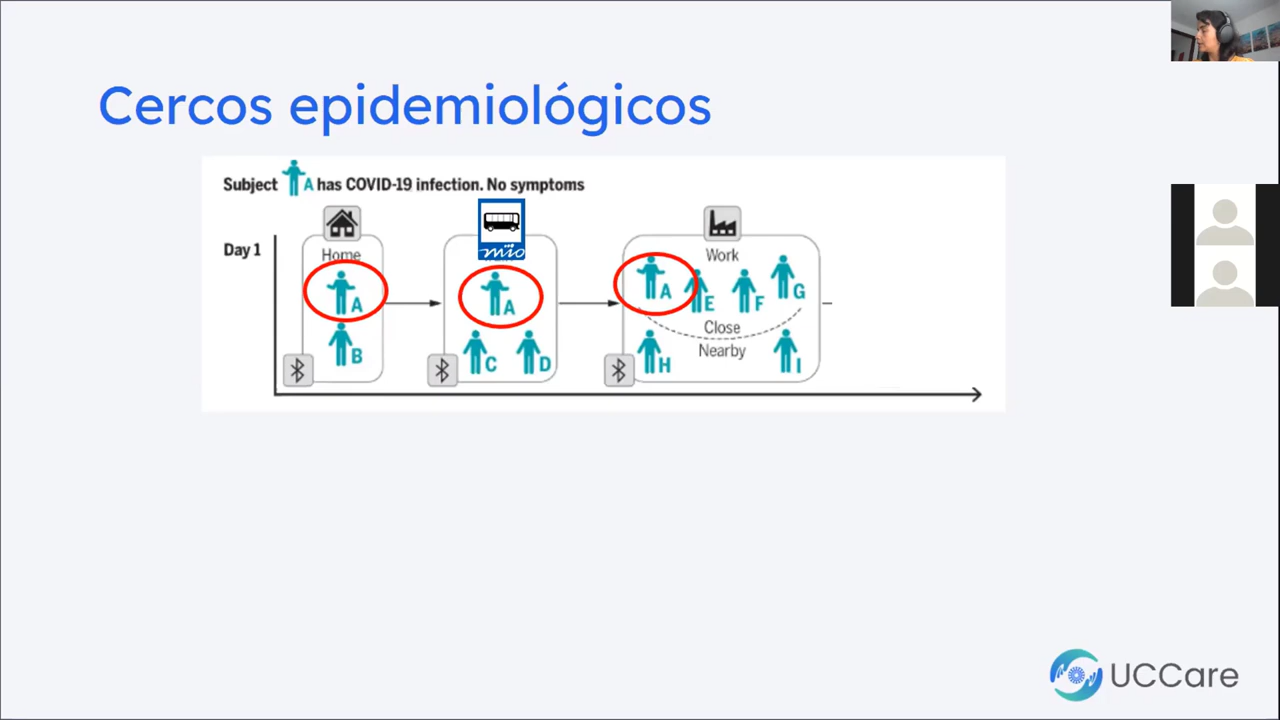 Cercos epidemiológicos
Subject A has COVID-19 infection. No symptoms
Day 1
Home
mio
Work
A
A
A
E
F
G
B
C
D
Close
Nearby
H
I
UCCare